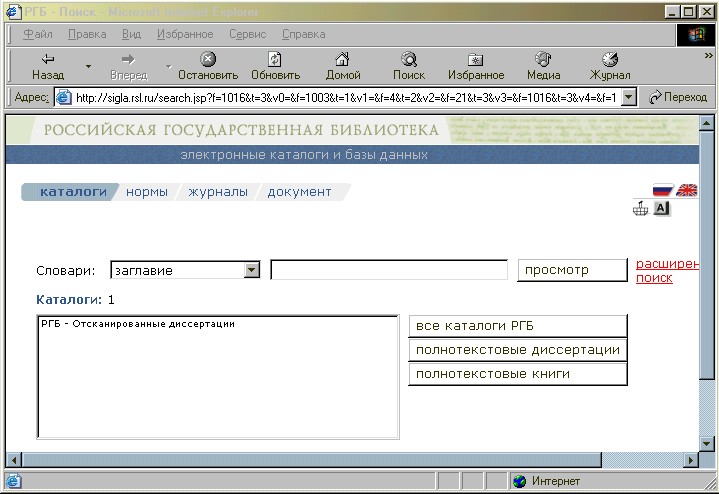 РГБ - Поиск - Microsoft Internet Explorer
Файл Правка Вид Избранное Сервис Справка
Назад Вперед Остановить Обновить Домой Поиск Избранное Медиа Журнал
Адрес: http://sigla.rsl.ru/search.jsp?f=1016&t=3&v0=&f=1003&t=1&v1=&f=4&t=2&v2=&f=21&t=3&v3=&f=1016&t=3&v4=&f=1 Переход
РОССИЙСКАЯ ГОСУДАРСТВЕННАЯ БИБЛИОТЕКА
электронные каталоги и базы данных
каталоги нормы журналы документ
A
Словари: заглавие просмотр расширен
поиск
Каталоги: 1
РГБ - Отсканированные диссертации
все каталоги РГБ
полнотекстовые диссертации
полнотекстовые книги
Интернет